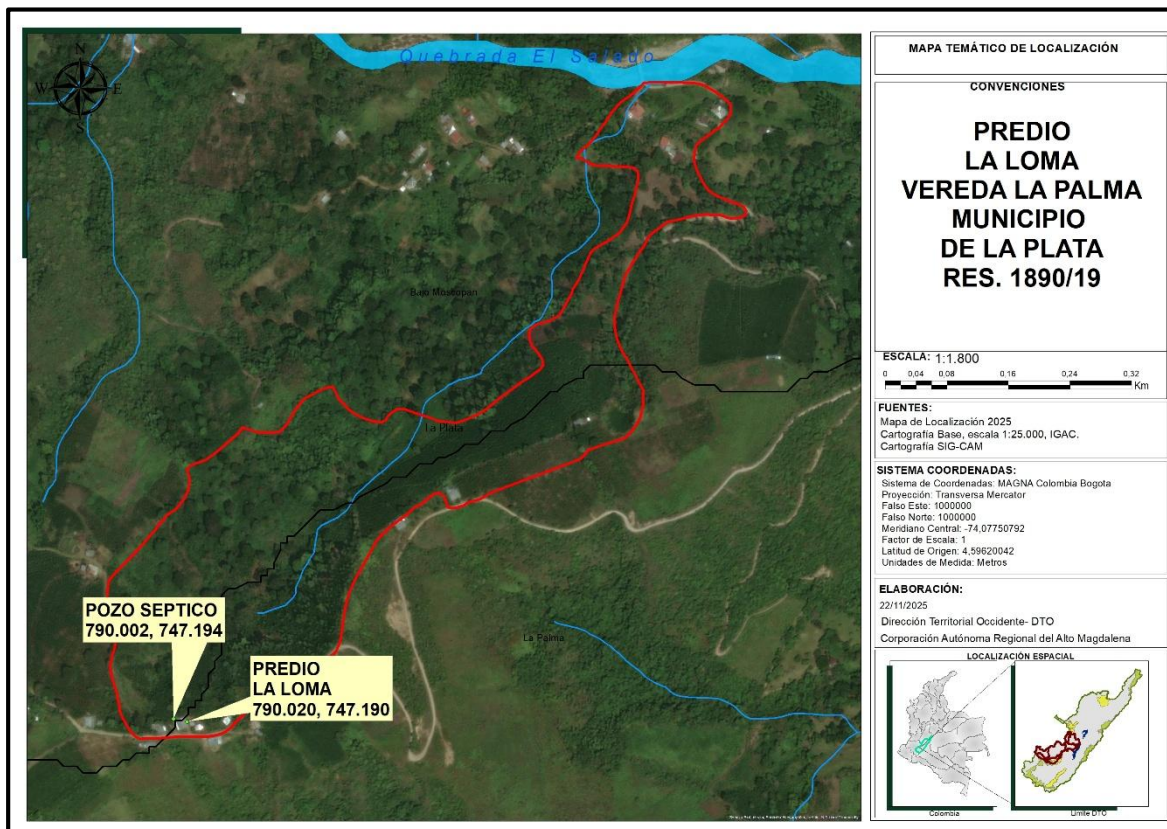 Quebrada El Salado
N
W
E
S
Bajo Moscopan
La Plata
La Palma
POZO SEPTICO
790.002, 747.194
PREDIO
LA LOMA
790.020, 747.190
MAPA TEMÁTICO DE LOCALIZACIÓN
CONVENCIONES
PREDIO
LA LOMA
VEREDA LA PALMA
MUNICIPIO
DE LA PLATA
RES. 1890/19
ESCALA: 1:1.800
0 0,04 0,08 0,16 0,24 0,32
Km
FUENTES:
Mapa de Localización 2025
Cartografía Base, escala 1:25.000, IGAC.
Cartografía SIG-CAM
SISTEMA COORDENADAS:
Sistema de Coordenadas: MAGNA Colombia Bogota
Proyección: Transversa Mercator
Falso Este: 1000000
Falso Norte: 1000000
Meridiano Central: -74,07750792
Factor de Escala: 1
Latitud de Origen: 4,59620042
Unidades de Medida: Metros
ELABORACIÓN:
22/11/2025
Dirección Territorial Occidente- DTO
Corporación Autónoma Regional del Alto Magdalena
LOCALIZACIÓN ESPACIAL
Colombia
Limite DTO